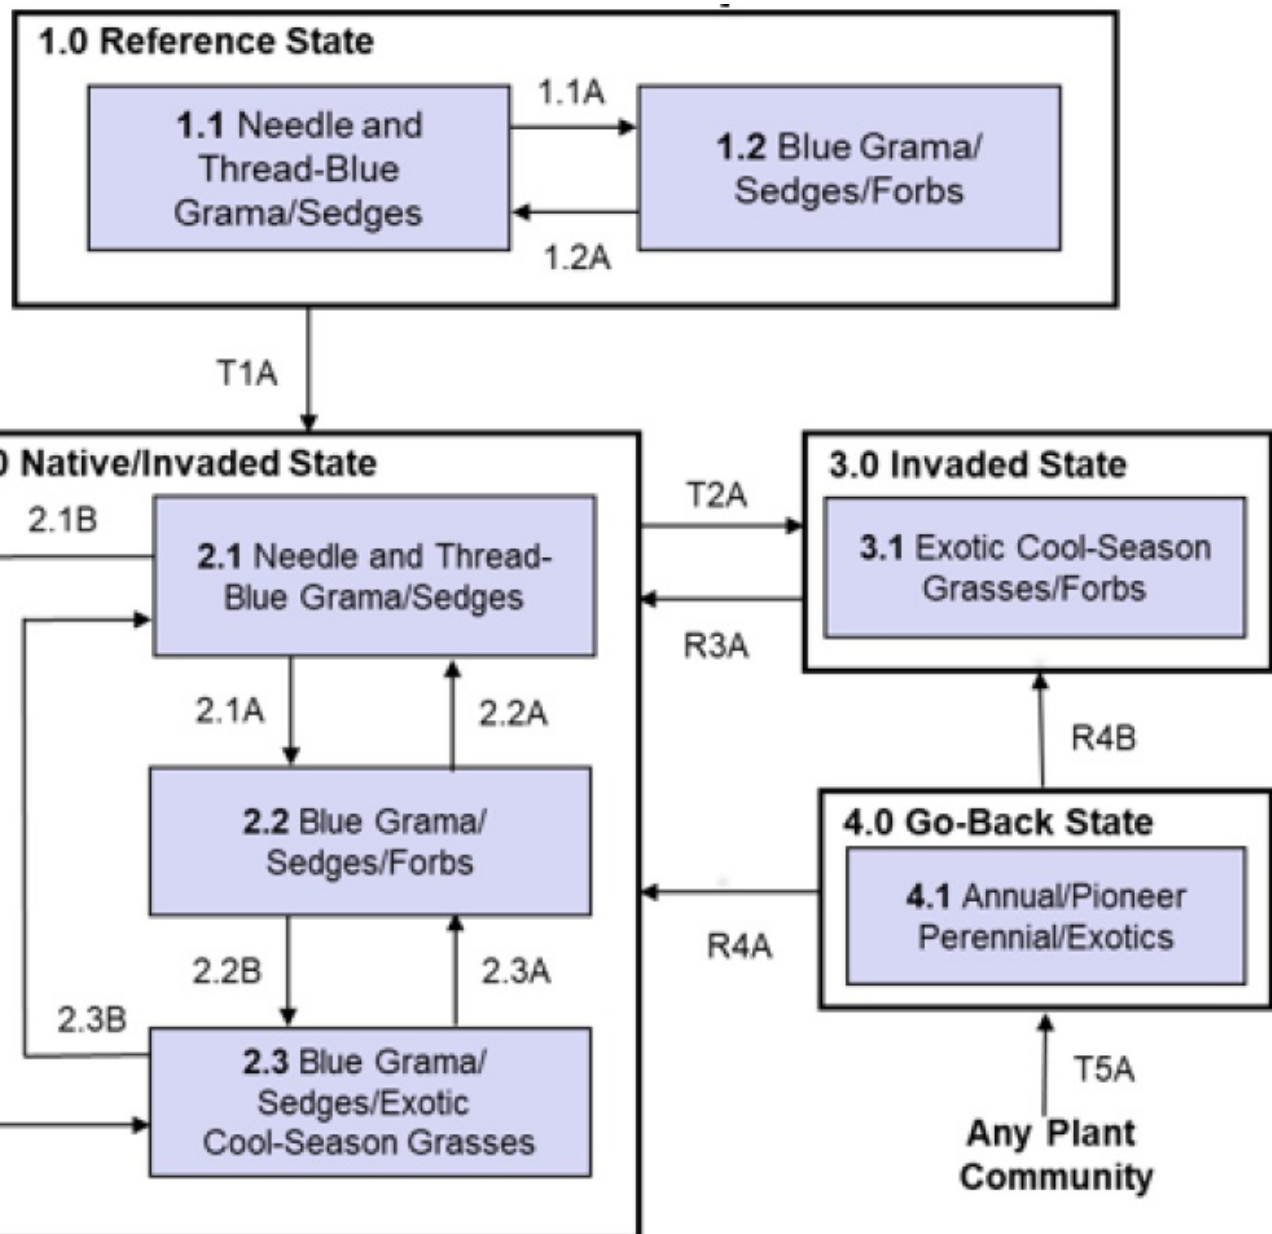 1.0 Reference State
1.1A
1.1 Needle and
Thread-Blue
Grama/Sedges
1.2 Blue Grama/
Sedges/Forbs
1.2A
T1A
0 Native/Invaded State
2.1B
2.1 Needle and Thread-
Blue Grama/Sedges
2.1A
2.2A
2.2 Blue Grama/
Sedges/Forbs
2.2B
2.3A
2.3B
2.3 Blue Grama/
Sedges/Exotic
Cool-Season Grasses
T2A
R3A
3.0 Invaded State
3.1 Exotic Cool-Season
Grasses/Forbs
R4B
4.0 Go-Back State
4.1 Annual/Pioneer
Perennial/Exotics
R4A
T5A
Any Plant
Community